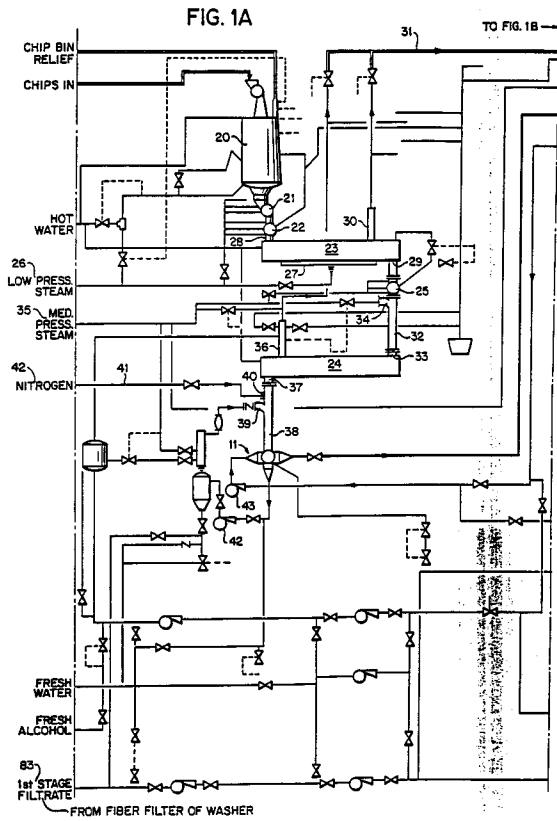 FIG. 1A
TO FIG. 1B
31
CHIP BIN
RELIEF
CHIPS IN
20
21
30
22
HOT
WATER
28
23
29
26
LOW PRESS.
STEAM
27
25
35
MED.
PRESS.
STEAM
34
32
36
33
24
42
NITROGEN
41
40
37
39
38
11
43
42
FRESH
WATER
FRESH
ALCOHOL
83
1st STAGE
FILTRATE
FROM FIBER FILTER OF WASHER